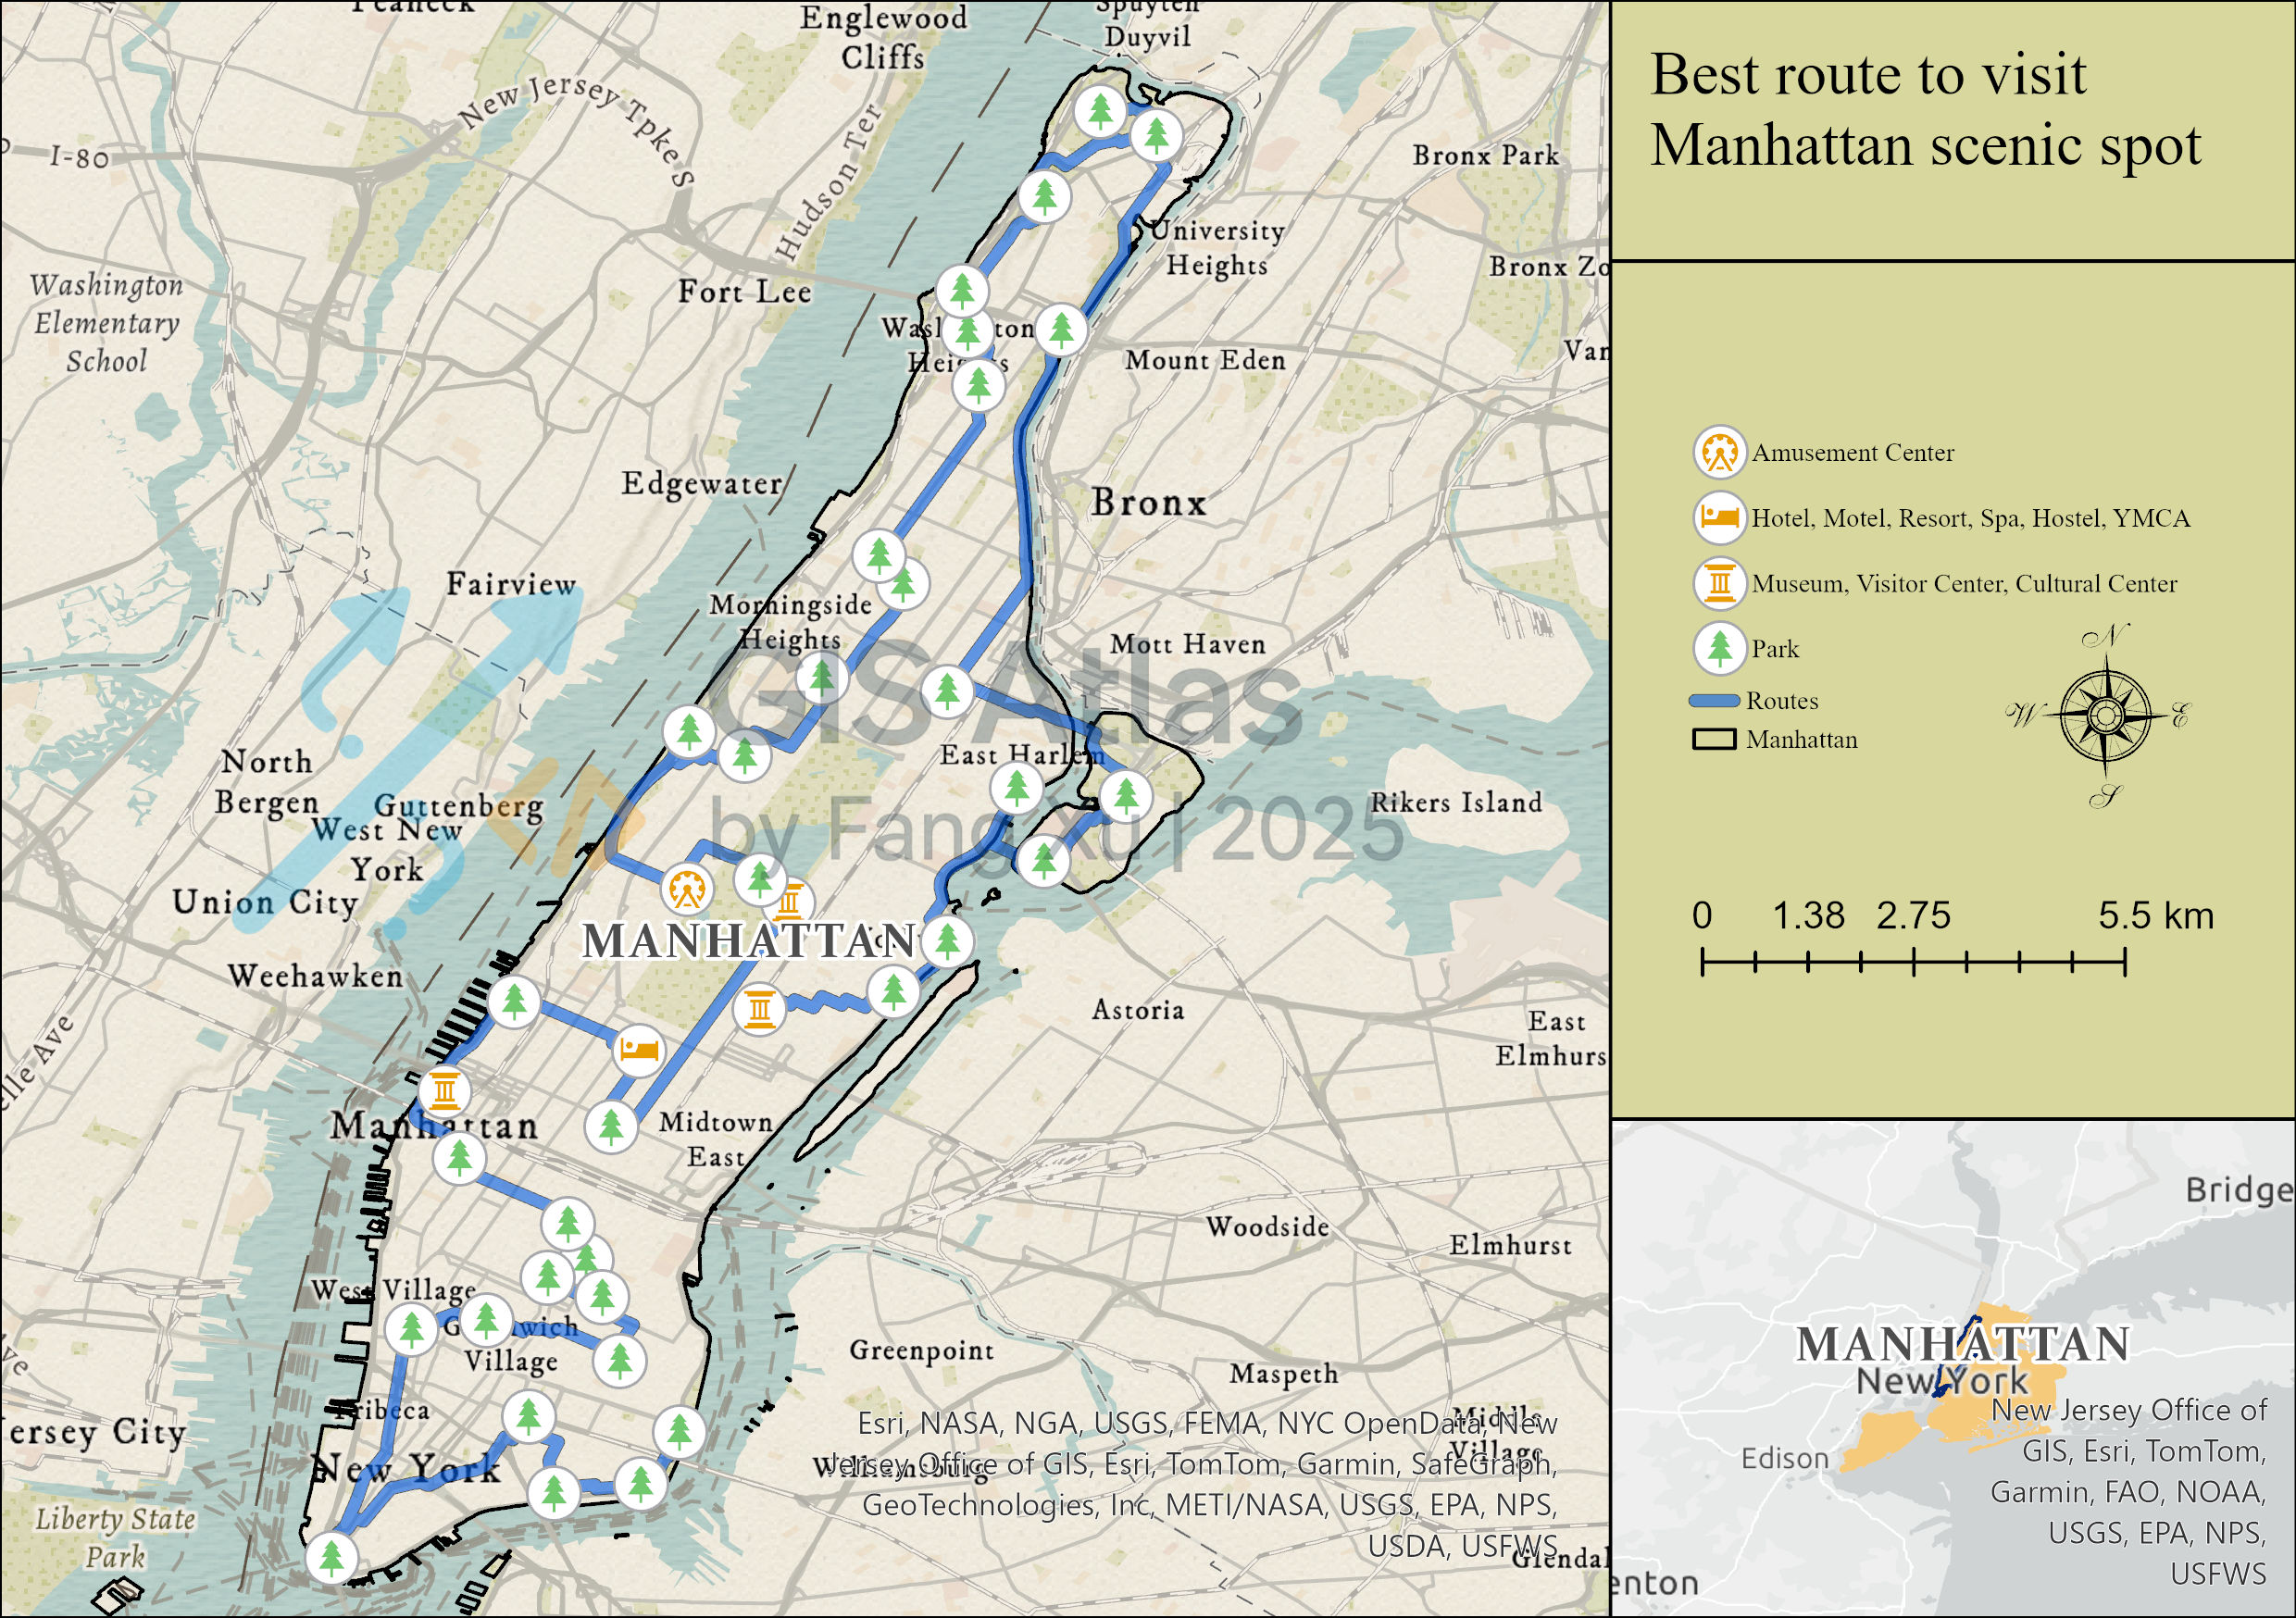 Teaneck
Englewood
Cliffs
Spuyten
Duyvil
New Jersey Tpke S
I-80
Hudson Ter
Bronx Park
University
Heights
Bronx Zo
Washington
Elementary
School
Fort Lee
Was ton
Hei s
Mount Eden
Van
Edgewater
Bronx
Fairview
Morningside
Heights
Mott Haven
GIS Atlas
by Fang Xu | 2025
North
Bergen
East Harlem
Guttenberg
West New
York
Rikers Island
Union City
MANHATTAN
Weehawken
Astoria
East
Elmhurs
elle Ave
Manhattan
Midtown
East
Woodside
Elmhurst
West Village
G wich
Village
Greenpoint
Maspeth
Tribeca
Jersey City
New York
Middle
Village
Williamsburg
Liberty State
Park
Glendal
Esri, NASA, NGA, USGS, FEMA, NYC OpenData, New
Jersey Office of GIS, Esri, TomTom, Garmin, SafeGraph,
GeoTechnologies, Inc, METI/NASA, USGS, EPA, NPS,
USDA, USFWS
Best route to visit
Manhattan scenic spot
Amusement Center
Hotel, Motel, Resort, Spa, Hostel, YMCA
Museum, Visitor Center, Cultural Center
Park
Routes
Manhattan
N
W E
S
0 1.38 2.75 5.5 km
Bridge
MANHATTAN
New York
Edison
enton
New Jersey Office of
GIS, Esri, TomTom,
Garmin, FAO, NOAA,
USGS, EPA, NPS,
USFWS